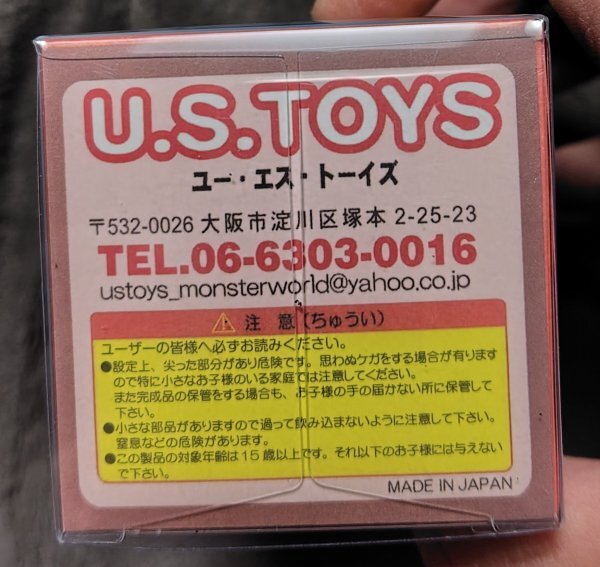 U.S.TOYS
ユー・エス・トーイズ
〒532-0026 大阪市淀川区塚本 2-25-23
TEL.06-6303-0016
ustoys_monsterworld@yahoo.co.jp
⚠ 注 意(ちゅうい)
ユーザーの皆様へ必ずお読みください。
●設定上、尖った部分があり危険です。思わぬケガをする場合が有ります
ので特に小さなお子様のいる家庭では注意してください。
また完成品の保管をする場合も、お子様の手の届かない所に保管して
下さい。
●小さな部品がありますので過って飲み込まないように注意して下さい。
窒息などの危険があります。
●この製品の対象年齢は15歳以上です。それ以下のお子様には与えない
で下さい。
MADE IN JAPAN